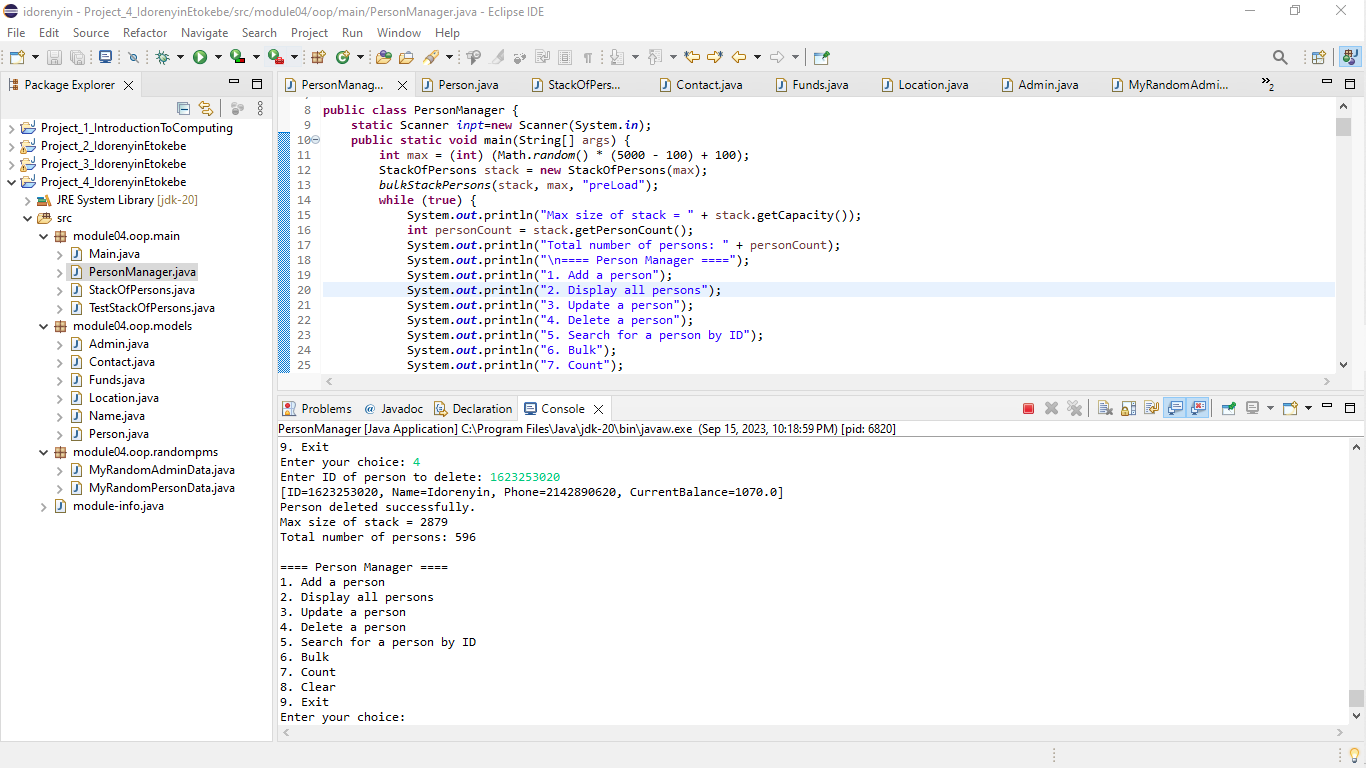 idorenyin - Project_4_IdorenyinEtokebe/src/module04/oop/main/PersonManager.java - Eclipse IDE
File Edit Source Refactor Navigate Search Project Run Window Help
Package Explorer
Project_1_IntroductionToComputing
Project_2_IdorenyinEtokebe
Project_3_IdorenyinEtokebe
Project_4_IdorenyinEtokebe
JRE System Library [jdk-20]
src
module04.oop.main
Main.java
PersonManager.java
StackOfPersons.java
TestStackOfPersons.java
module04.oop.models
Admin.java
Contact.java
Funds.java
Location.java
Name.java
Person.java
module04.oop.randompms
MyRandomAdminData.java
MyRandomPersonData.java
module-info.java
PersonManag... Person.java StackOfPers... Contact.java Funds.java Location.java Admin.java MyRandomAdmi... »2
8 public class PersonManager {
9 static Scanner inpt=new Scanner(System.in);
10 public static void main(String[] args) {
11 int max = (int) (Math.random() * (5000 - 100) + 100);
12 StackOfPersons stack = new StackOfPersons(max);
13 bulkStackPersons(stack, max, "preLoad");
14 while (true) {
15 System.out.println("Max size of stack = " + stack.getCapacity());
16 int personCount = stack.getPersonCount();
17 System.out.println("Total number of persons: " + personCount);
18 System.out.println("\n==== Person Manager ====");
19 System.out.println("1. Add a person");
20 System.out.println("2. Display all persons");
21 System.out.println("3. Update a person");
22 System.out.println("4. Delete a person");
23 System.out.println("5. Search for a person by ID");
24 System.out.println("6. Bulk");
25 System.out.println("7. Count");
Problems Javadoc Declaration Console
PersonManager [Java Application] C:\Program Files\Java\jdk-20\bin\javaw.exe (Sep 15, 2023, 10:18:59 PM) [pid: 6820]
9. Exit
Enter your choice: 4
Enter ID of person to delete: 1623253020
[ID=1623253020, Name=Idorenyin, Phone=2142890620, CurrentBalance=1070.0]
Person deleted successfully.
Max size of stack = 2879
Total number of persons: 596
==== Person Manager ====
1. Add a person
2. Display all persons
3. Update a person
4. Delete a person
5. Search for a person by ID
6. Bulk
7. Count
8. Clear
9. Exit
Enter your choice: